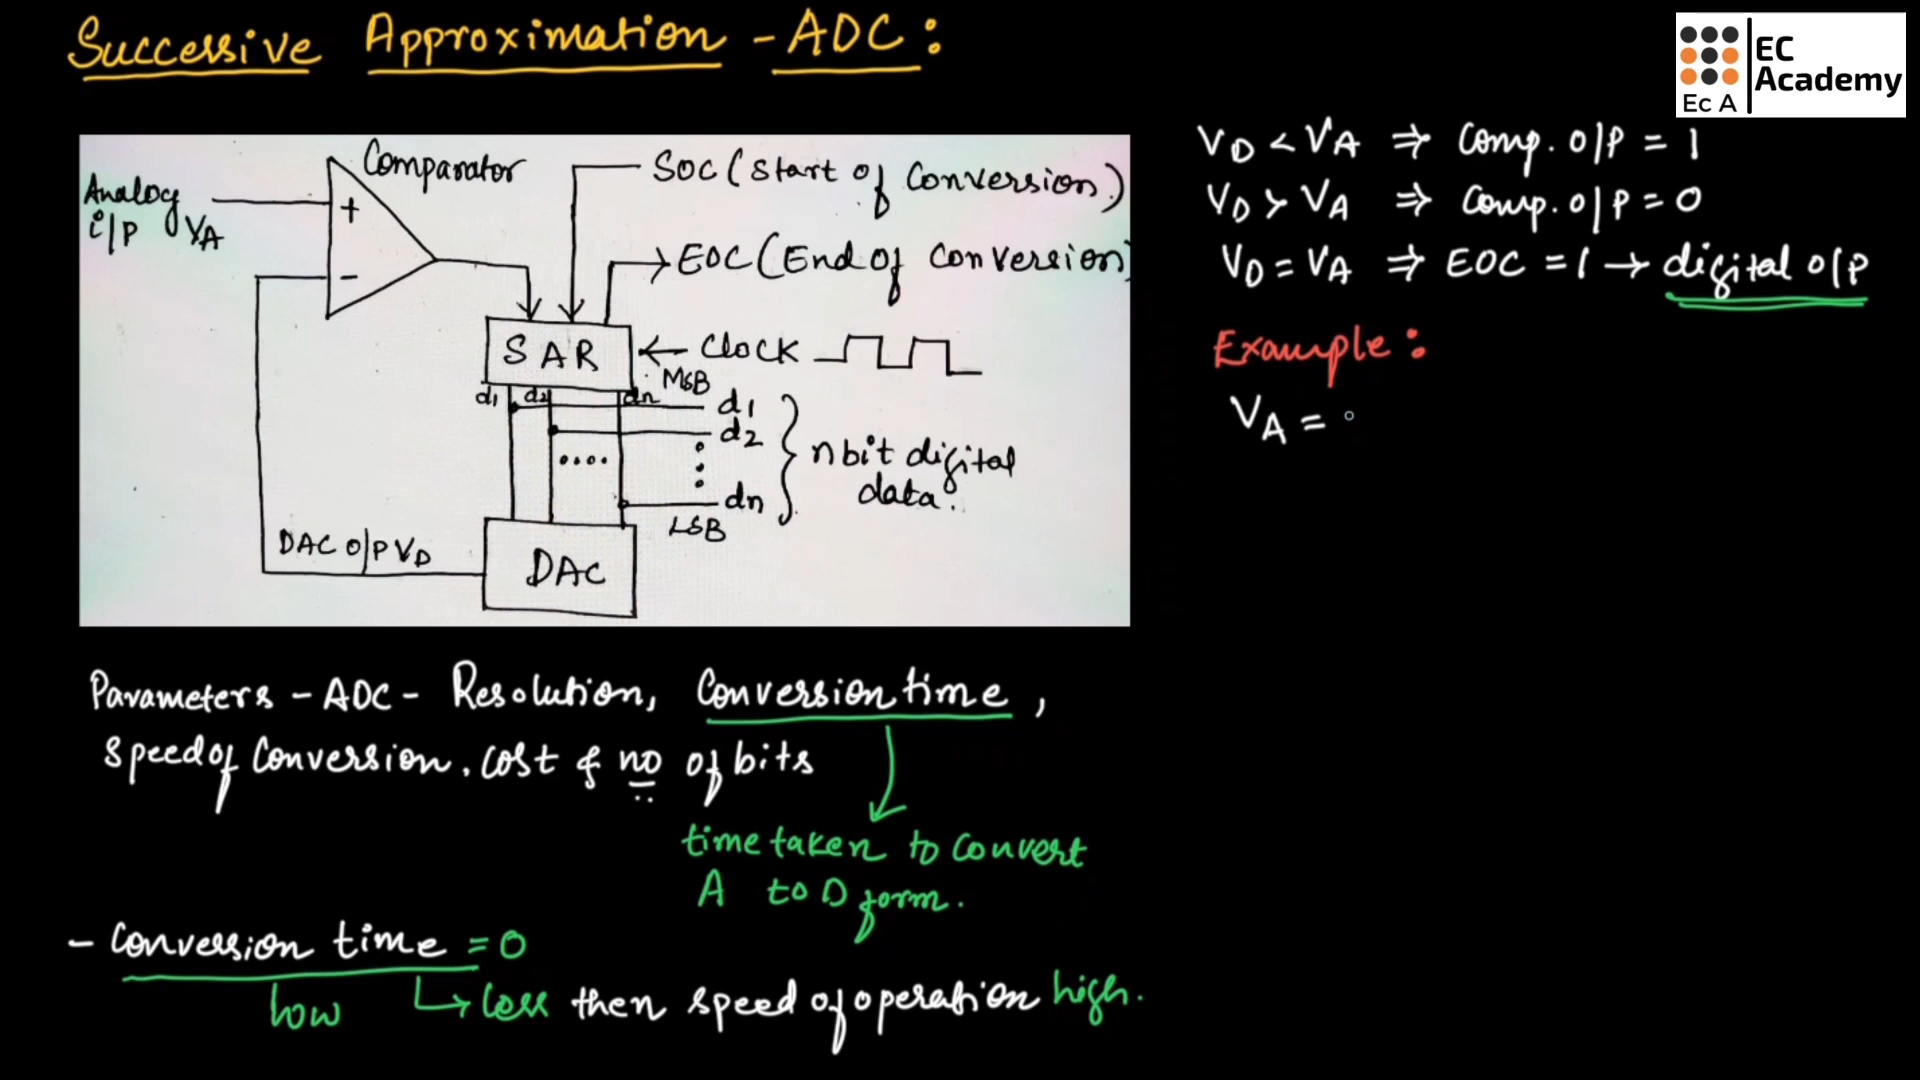 Successive Approximation - ADC :
EC
Academy
Ec A
Comparator
Analog
i/p VA
+
-
SOC (Start of Conversion)
EOC (End of Conversion)
SAR
Clock
MSB
d1 d2 dn
d1
d2
dn
LSB
n bit digital
data.
DAC O/P VD
DAC
VD < VA ⇒ Comp. o/p = 1
VD > VA ⇒ Comp. o/p = 0
VD = VA ⇒ EOC = 1 → digital o/p
Example :
VA =
Parameters - ADC - Resolution, Conversion time ,
Speed of Conversion, Cost & no of bits
time taken to Convert
A to D form.
- Conversion time = 0
low ↳ less then speed of operation high.